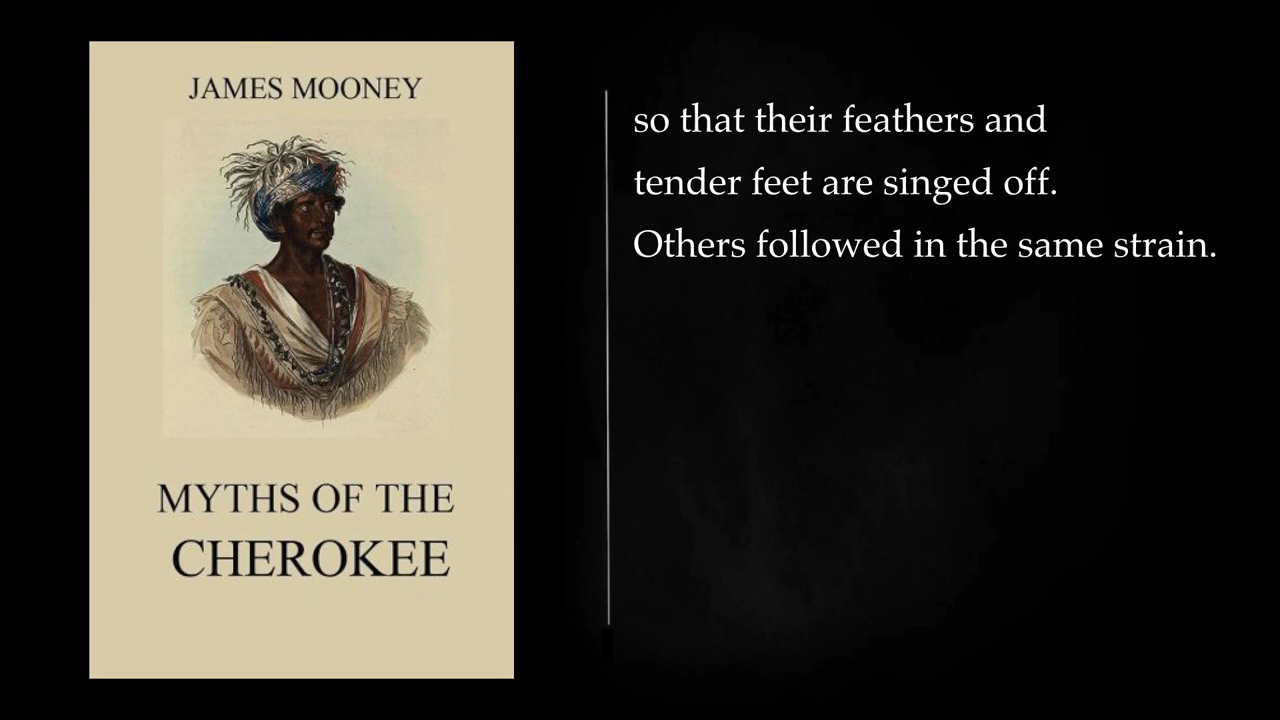 JAMES MOONEY
MYTHS OF THE
CHEROKEE
so that their feathers and
tender feet are singed off.
Others followed in the same strain.